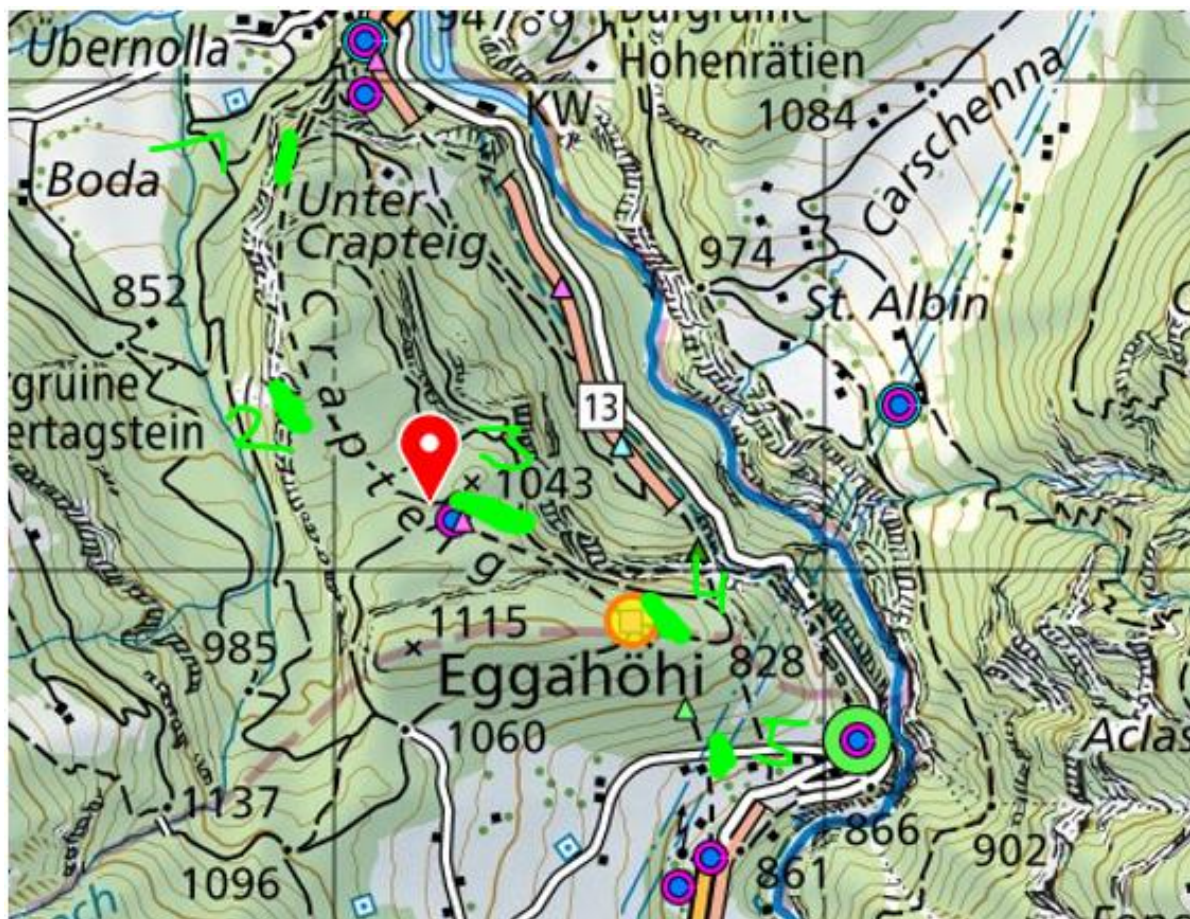 947
Burgruine
Hohenrätien
Übernolla
KW
1084
Carschenna
Boda
1
Unter
Crapteig
974
852
St. Albin
Crapteig
rgruine
ertagstein
13
2
3
1043
4
1115
985
Eggahöhi
828
5
1060
Aclas
1137
866
902
1096
861
ch